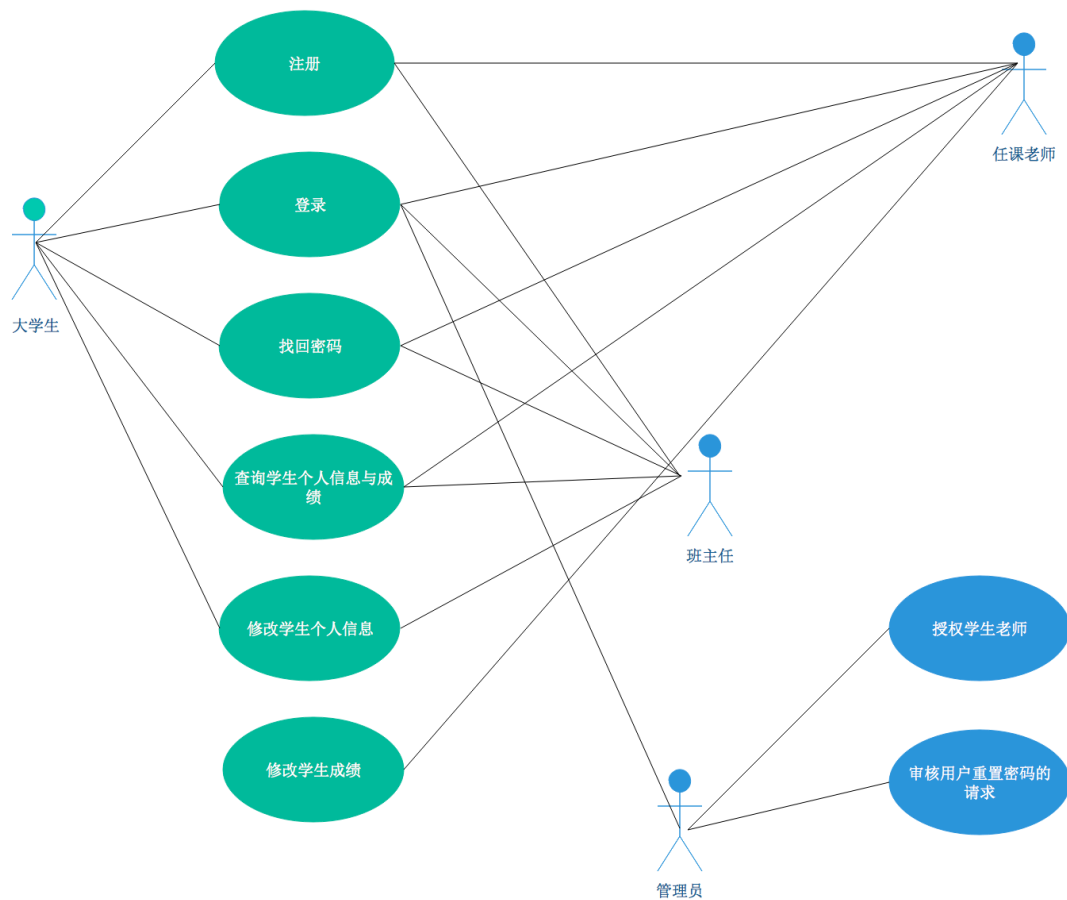 注册
任课老师
登录
大学生
找回密码
查询学生个人信息与成
绩
班主任
修改学生个人信息
授权学生老师
修改学生成绩
审核用户重置密码的
请求
管理员